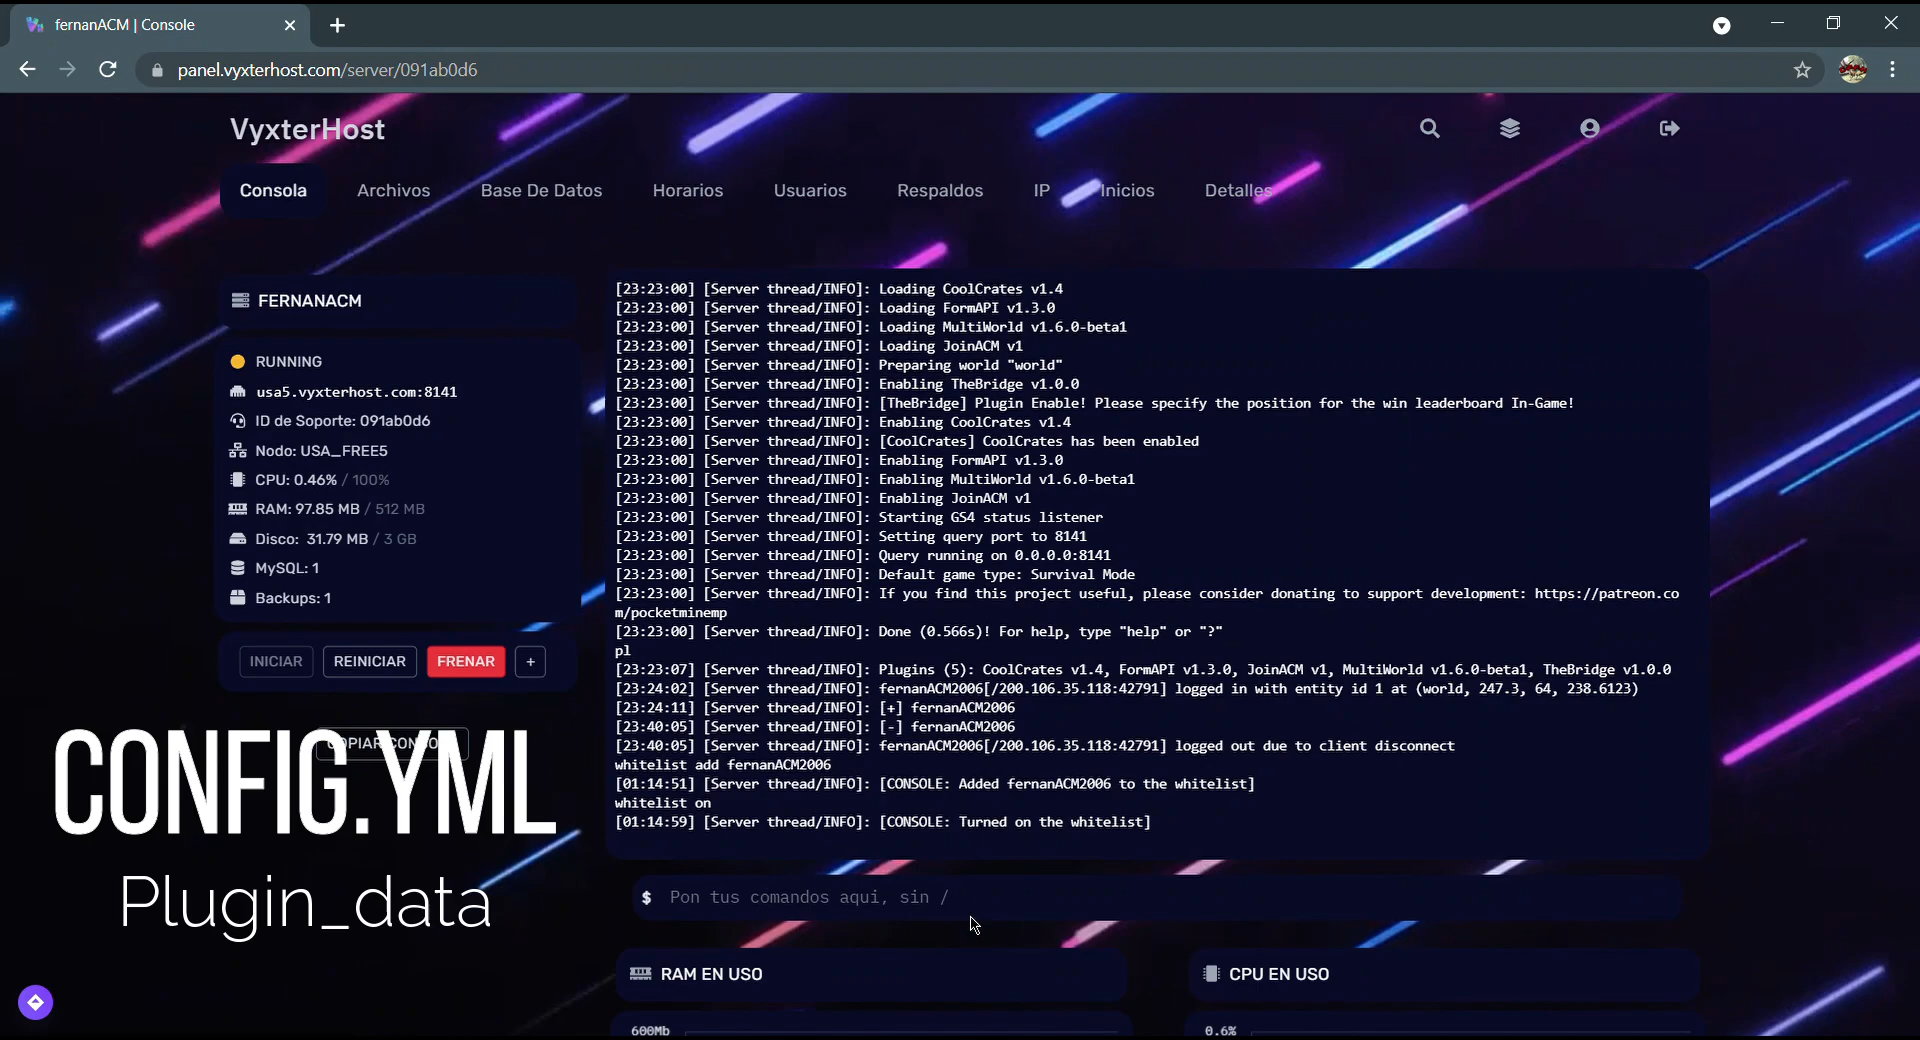 fernanACM | Console
panel.vyxterhost.com/server/091ab0d6
VyxterHost
Consola Archivos Base De Datos Horarios Usuarios Respaldos IP Inicios Detalles
FERNANACM
RUNNING
usa5.vyxterhost.com:8141
ID de Soporte: 091ab0d6
Nodo: USA_FREE5
CPU: 0.46% / 100%
RAM: 97.85 MB / 512 MB
Disco: 31.79 MB / 3 GB
MySQL: 1
Backups: 1
INICIAR REINICIAR FRENAR +
CONFIG.YML
Plugin_data
[23:23:00] [Server thread/INFO]: Loading CoolCrates v1.4
[23:23:00] [Server thread/INFO]: Loading FormAPI v1.3.0
[23:23:00] [Server thread/INFO]: Loading MultiWorld v1.6.0-beta1
[23:23:00] [Server thread/INFO]: Loading JoinACM v1
[23:23:00] [Server thread/INFO]: Preparing world "world"
[23:23:00] [Server thread/INFO]: Enabling TheBridge v1.0.0
[23:23:00] [Server thread/INFO]: [TheBridge] Plugin Enable! Please specify the position for the win leaderboard In-Game!
[23:23:00] [Server thread/INFO]: Enabling CoolCrates v1.4
[23:23:00] [Server thread/INFO]: [CoolCrates] CoolCrates has been enabled
[23:23:00] [Server thread/INFO]: Enabling FormAPI v1.3.0
[23:23:00] [Server thread/INFO]: Enabling MultiWorld v1.6.0-beta1
[23:23:00] [Server thread/INFO]: Enabling JoinACM v1
[23:23:00] [Server thread/INFO]: Starting GS4 status listener
[23:23:00] [Server thread/INFO]: Setting query port to 8141
[23:23:00] [Server thread/INFO]: Query running on 0.0.0.0:8141
[23:23:00] [Server thread/INFO]: Default game type: Survival Mode
[23:23:00] [Server thread/INFO]: If you find this project useful, please consider donating to support development: https://patreon.co
m/pocketminemp
[23:23:00] [Server thread/INFO]: Done (0.566s)! For help, type "help" or "?"
pl
[23:23:07] [Server thread/INFO]: Plugins (5): CoolCrates v1.4, FormAPI v1.3.0, JoinACM v1, MultiWorld v1.6.0-beta1, TheBridge v1.0.0
[23:24:02] [Server thread/INFO]: fernanACM2006[/200.106.35.118:42791] logged in with entity id 1 at (world, 247.3, 64, 238.6123)
[23:24:11] [Server thread/INFO]: [+] fernanACM2006
[23:40:05] [Server thread/INFO]: [-] fernanACM2006
[23:40:05] [Server thread/INFO]: fernanACM2006[/200.106.35.118:42791] logged out due to client disconnect
whitelist add fernanACM2006
[01:14:51] [Server thread/INFO]: [CONSOLE: Added fernanACM2006 to the whitelist]
whitelist on
[01:14:59] [Server thread/INFO]: [CONSOLE: Turned on the whitelist]
$ Pon tus comandos aqui, sin /
RAM EN USO
600Mb
CPU EN USO
0.6%